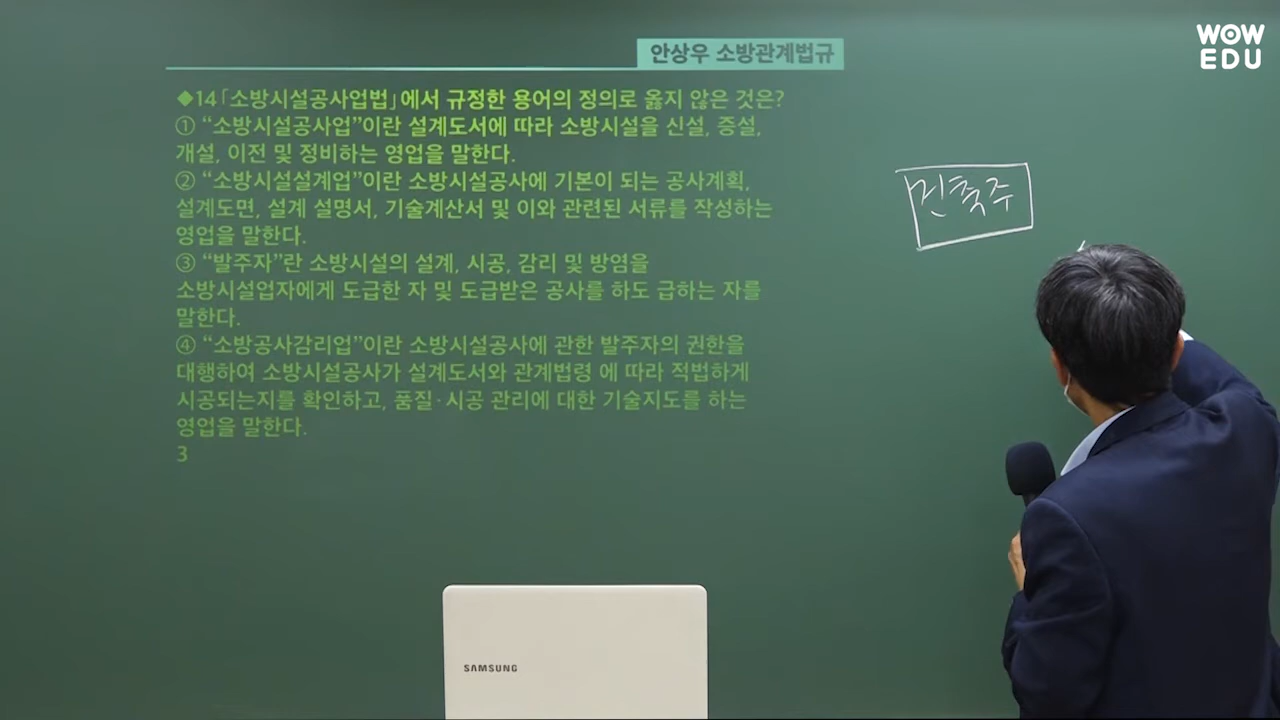 WOW
EDU
안상우 소방관계법규
◆14「소방시설공사업법」에서 규정한 용어의 정의로 옳지 않은 것은?
① “소방시설공사업”이란 설계도서에 따라 소방시설을 신설, 증설,
개설, 이전 및 정비하는 영업을 말한다.
② “소방시설설계업”이란 소방시설공사에 기본이 되는 공사계획,
설계도면, 설계 설명서, 기술계산서 및 이와 관련된 서류를 작성하는
영업을 말한다.
③ “발주자”란 소방시설의 설계, 시공, 감리 및 방염을
소방시설업자에게 도급한 자 및 도급받은 공사를 하도 급하는 자를
말한다.
④ “소방공사감리업”이란 소방시설공사에 관한 발주자의 권한을
대행하여 소방시설공사가 설계도서와 관계법령 에 따라 적법하게
시공되는지를 확인하고, 품질·시공 관리에 대한 기술지도를 하는
영업을 말한다.
3
건축주
SAMSUNG